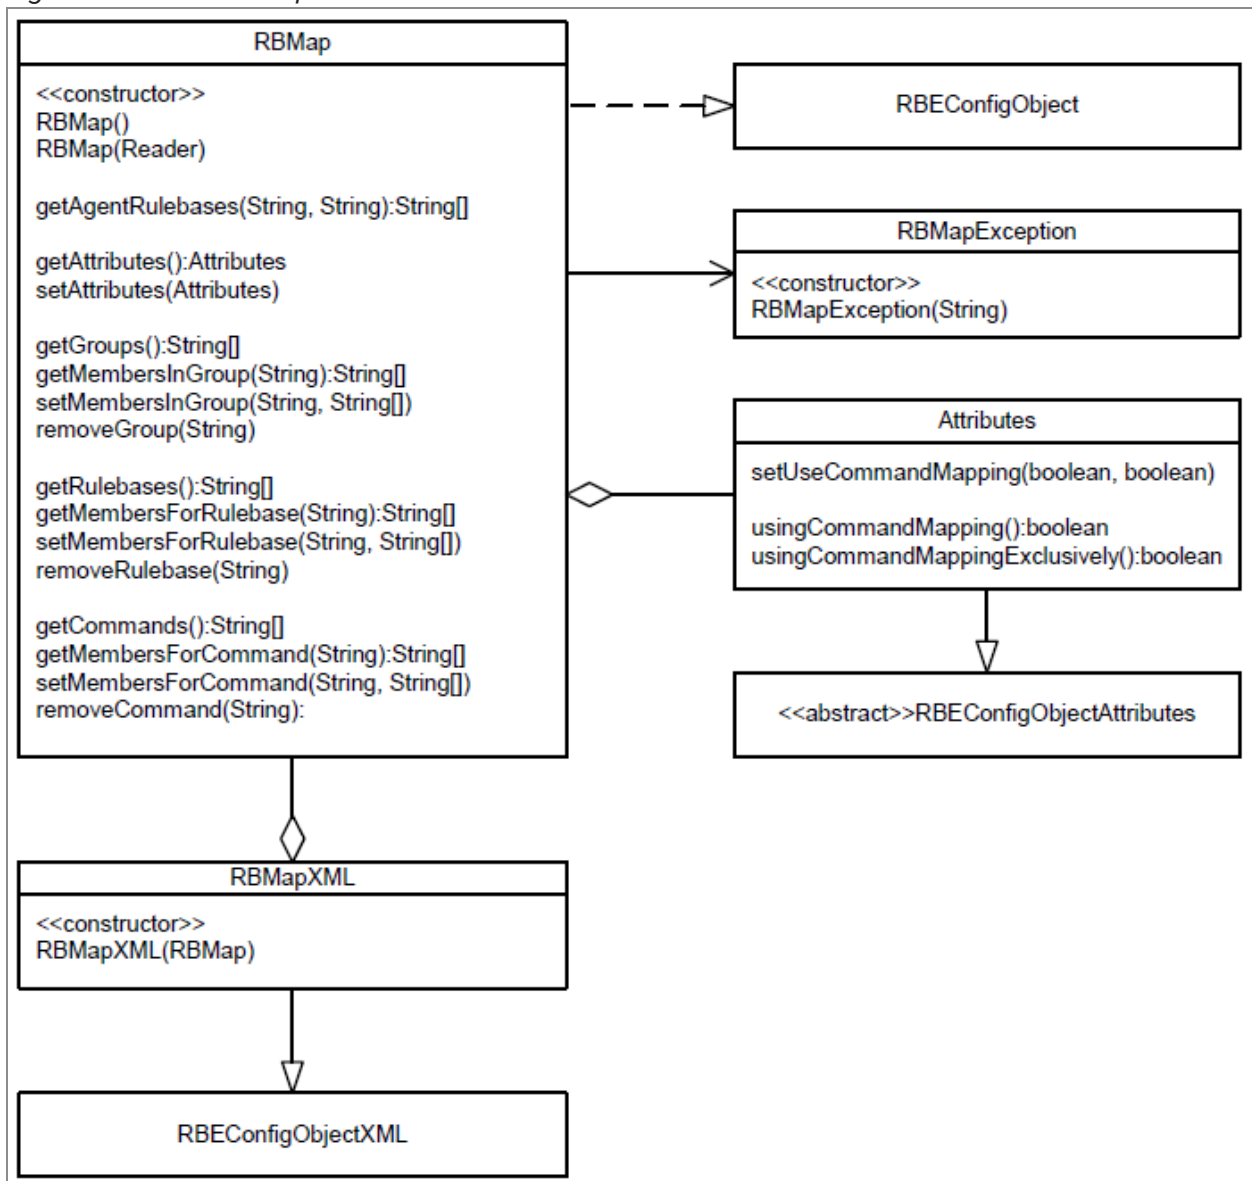 RBMap
<<constructor>>
RBMap()
RBMap(Reader)
getAgentRulebases(String, String):String[]
getAttributes():Attributes
setAttributes(Attributes)
getGroups():String[]
getMembersInGroup(String):String[]
setMembersInGroup(String, String[])
removeGroup(String)
getRulebases():String[]
getMembersForRulebase(String):String[]
setMembersForRulebase(String, String[])
removeRulebase(String)
getCommands():String[]
getMembersForCommand(String):String[]
setMembersForCommand(String, String[])
removeCommand(String):
RBEConfigObject
RBMapException
<<constructor>>
RBMapException(String)
Attributes
setUseCommandMapping(boolean, boolean)
usingCommandMapping():boolean
usingCommandMappingExclusively():boolean
<<abstract>>RBEConfigObjectAttributes
RBMapXML
<<constructor>>
RBMapXML(RBMap)
RBEConfigObjectXML